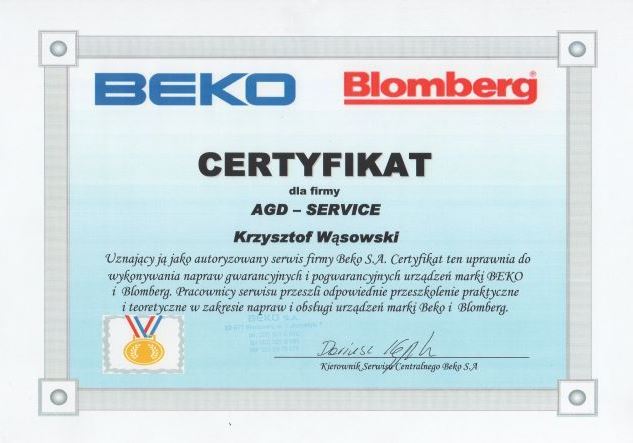 BEKO
Blomberg®
CERTYFIKAT
dla firmy
AGD – SERVICE
Krzysztof Wąsowski
Uznający ją jako autoryzowany serwis firmy Beko S.A. Certyfikat ten uprawnia do
wykonywania napraw gwarancyjnych i pogwarancyjnych urządzeń marki BEKO
i Blomberg. Pracownicy serwisu przeszli odpowiednie przeszkolenie praktyczne
i teoretyczne w zakresie napraw i obsługi urządzeń marki Beko i Blomberg.
Dariusz
Kierownik Serwisu Centralnego Beko S.A